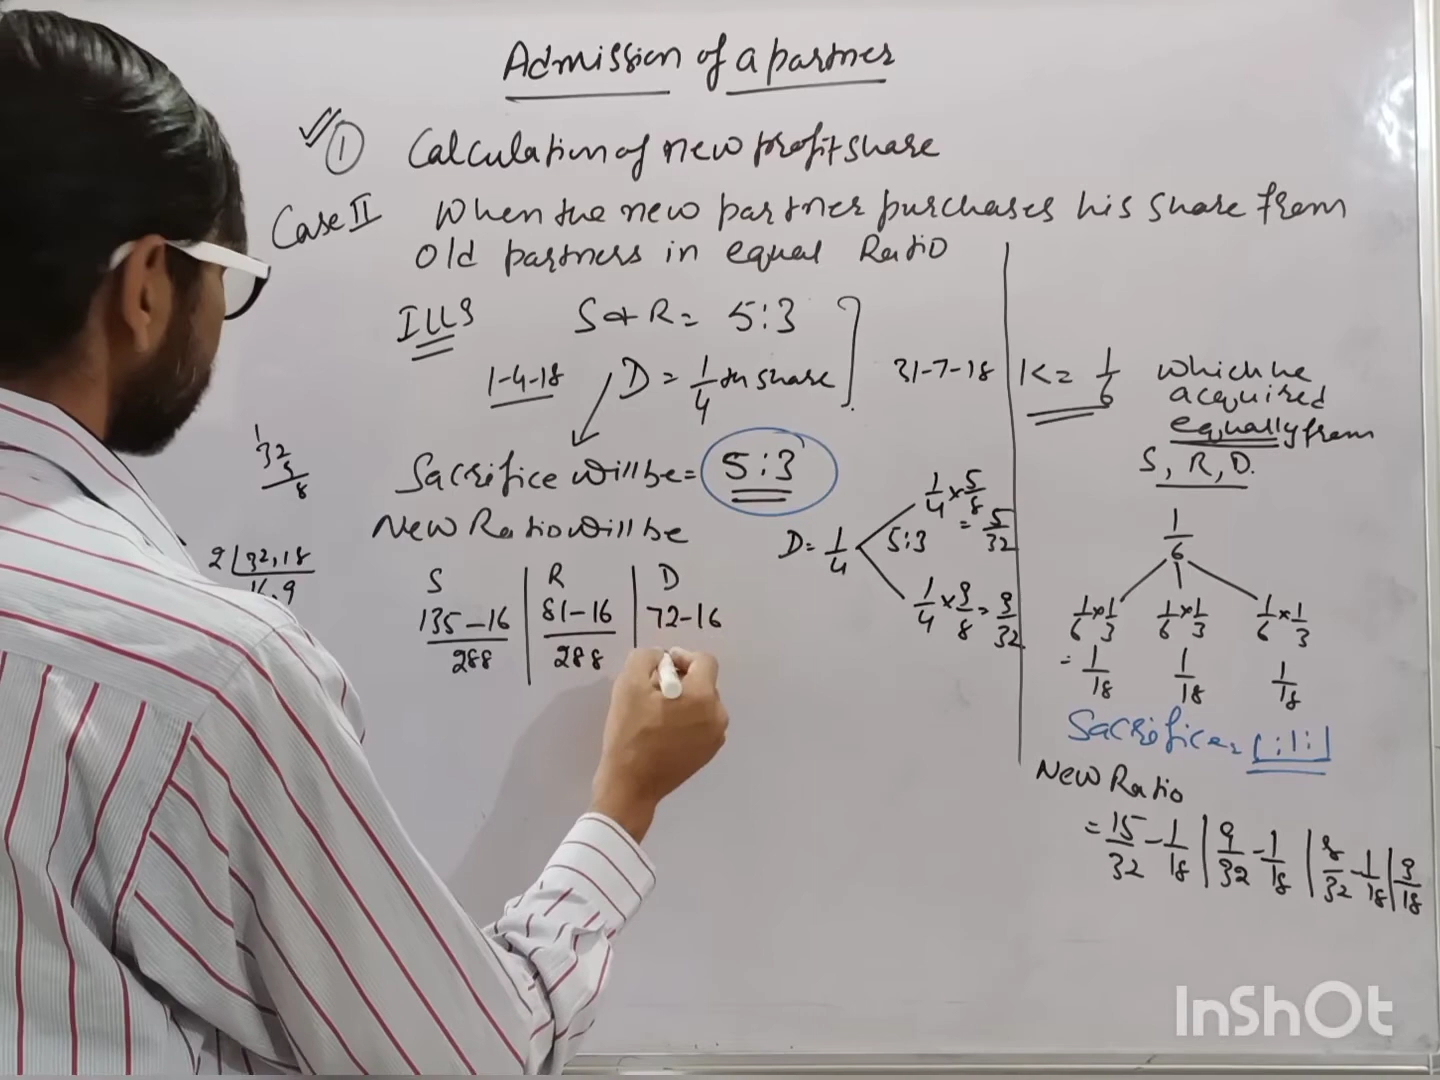 Admission of a partner
① Calculation of new profit share
Case II When the new partner purchases his share from
old partners in equal Ratio
ILLS S & R = 5:3
1-4-18 D = 1/4 th share
31-7-18 K = 1/6 which he
acquired
equally from
S, R, D.
Sacrifice will be = 5:3
New Ratio will be
S | R | D
135-16 | 81-16 | 72-16
288 | 288
D = 1/4 5:3
1/4 × 5/8
= 5/32
1/4 × 3/8 = 3/32
1/6
1/6 × 1/3 1/6 × 1/3 1/6 × 1/3
= 1/18 1/18 1/18
Sacrifice = 1:1:1
New Ratio
= 15/32 - 1/18 | 9/32 - 1/18 | 8/32 - 1/18 | 3/18
1
32
5
8
2 | 32, 18
16, 9
InShOt